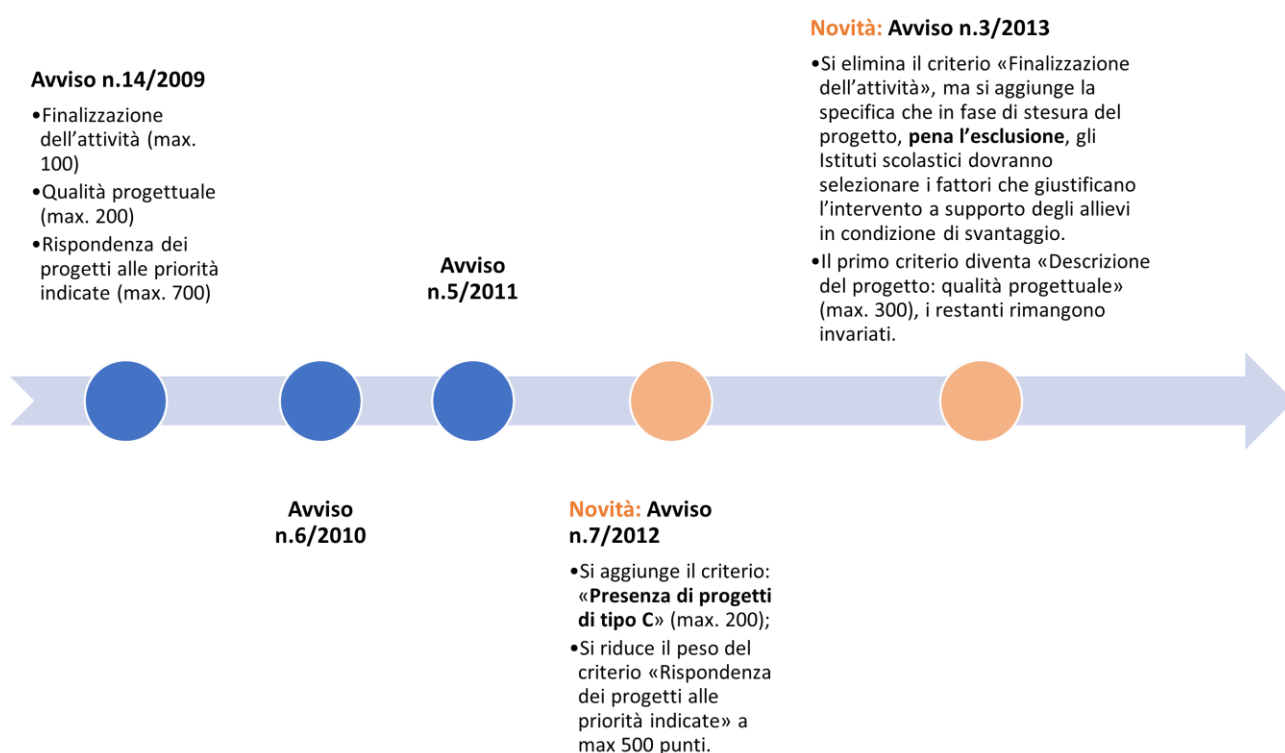 Avviso n.14/2009
•Finalizzazione
dell’attività (max.
100)
•Qualità progettuale
(max. 200)
•Rispondenza dei
progetti alle priorità
indicate (max. 700)
Avviso
n.6/2010
Avviso
n.5/2011
Novità: Avviso
n.7/2012
•Si aggiunge il criterio:
«Presenza di progetti
di tipo C» (max. 200);
•Si riduce il peso del
criterio «Rispondenza
dei progetti alle
priorità indicate» a
max 500 punti.
Novità: Avviso n.3/2013
•Si elimina il criterio «Finalizzazione
dell’attività», ma si aggiunge la
specifica che in fase di stesura del
progetto, pena l’esclusione, gli
Istituti scolastici dovranno
selezionare i fattori che giustificano
l’intervento a supporto degli allievi
in condizione di svantaggio.
•Il primo criterio diventa «Descrizione
del progetto: qualità progettuale»
(max. 300), i restanti rimangono
invariati.